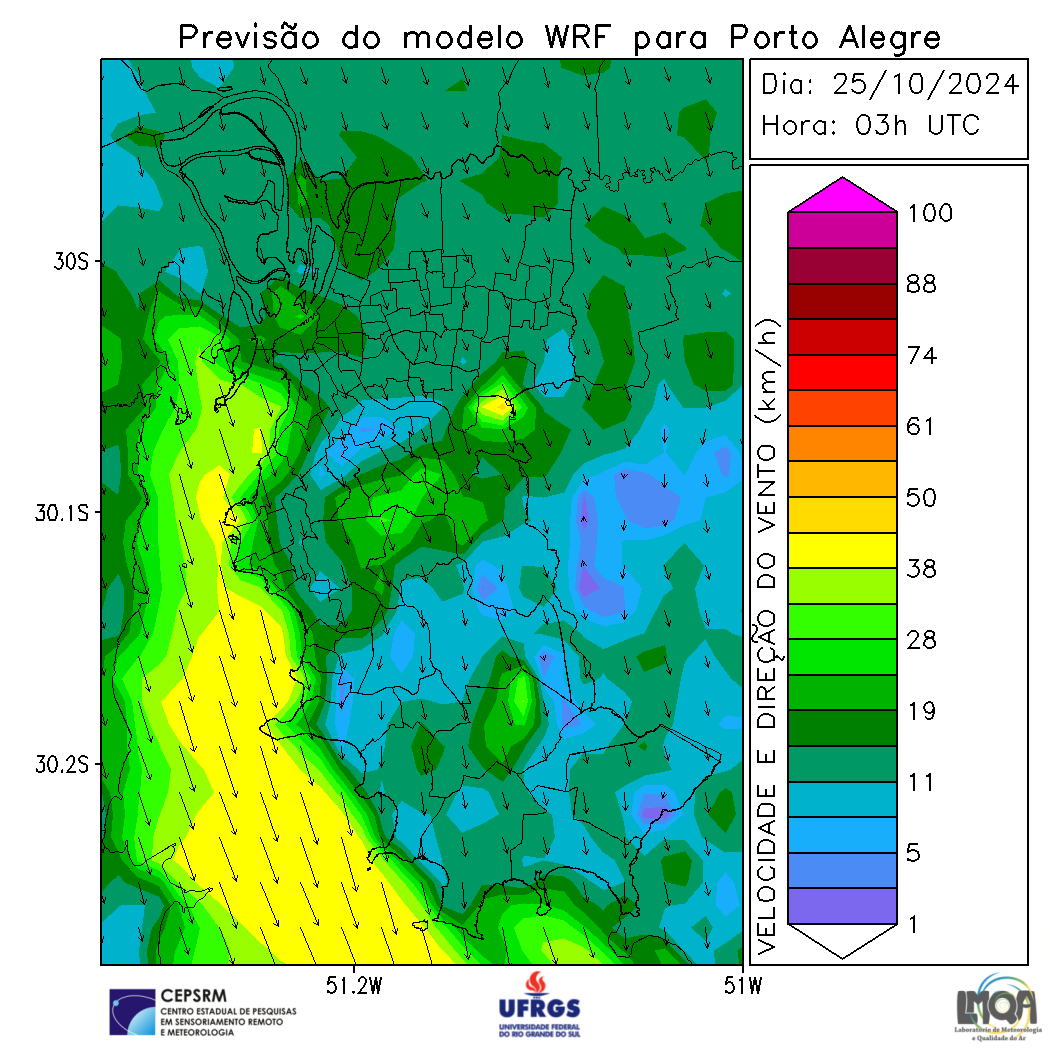 Previsão do modelo WRF para Porto Alegre
Dia: 25/10/2024
Hora: 03h UTC
30S
30.1S
30.2S
51.2W
51W
VELOCIDADE E DIREÇÃO DO VENTO (km/h)
100
88
74
61
50
38
28
19
11
5
1
CEPSRM
CENTRO ESTADUAL DE PESQUISAS
EM SENSORIAMENTO REMOTO
E METEOROLOGIA
UFRGS
UNIVERSIDADE FEDERAL
DO RIO GRANDE DO SUL
LMQA
Laboratório de Meteorologia
e Qualidade do Ar